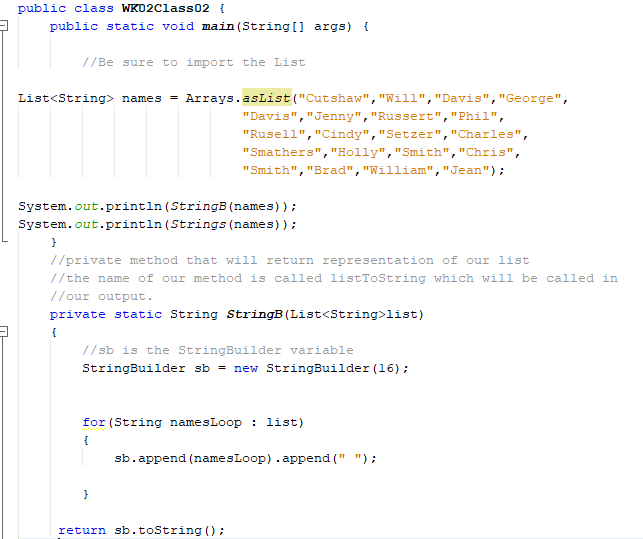 public class WK02Class02 {
public static void main(String[] args) {
//Be sure to import the List
List<String> names = Arrays.asList("Cutshaw","Will","Davis","George",
"Davis","Jenny","Russert","Phil",
"Rusell","Cindy","Setzer","Charles",
"Smathers","Holly","Smith","Chris",
"Smith","Brad","William","Jean");
System.out.println(StringB(names));
System.out.println(Strings(names));
}
//private method that will return representation of our list
//the name of our method is called listToString which will be called in
//our output.
private static String StringB(List<String>list)
{
//sb is the StringBuilder variable
StringBuilder sb = new StringBuilder(16);
for(String namesLoop : list)
{
sb.append(namesLoop).append(" ");
}
return sb.toString();